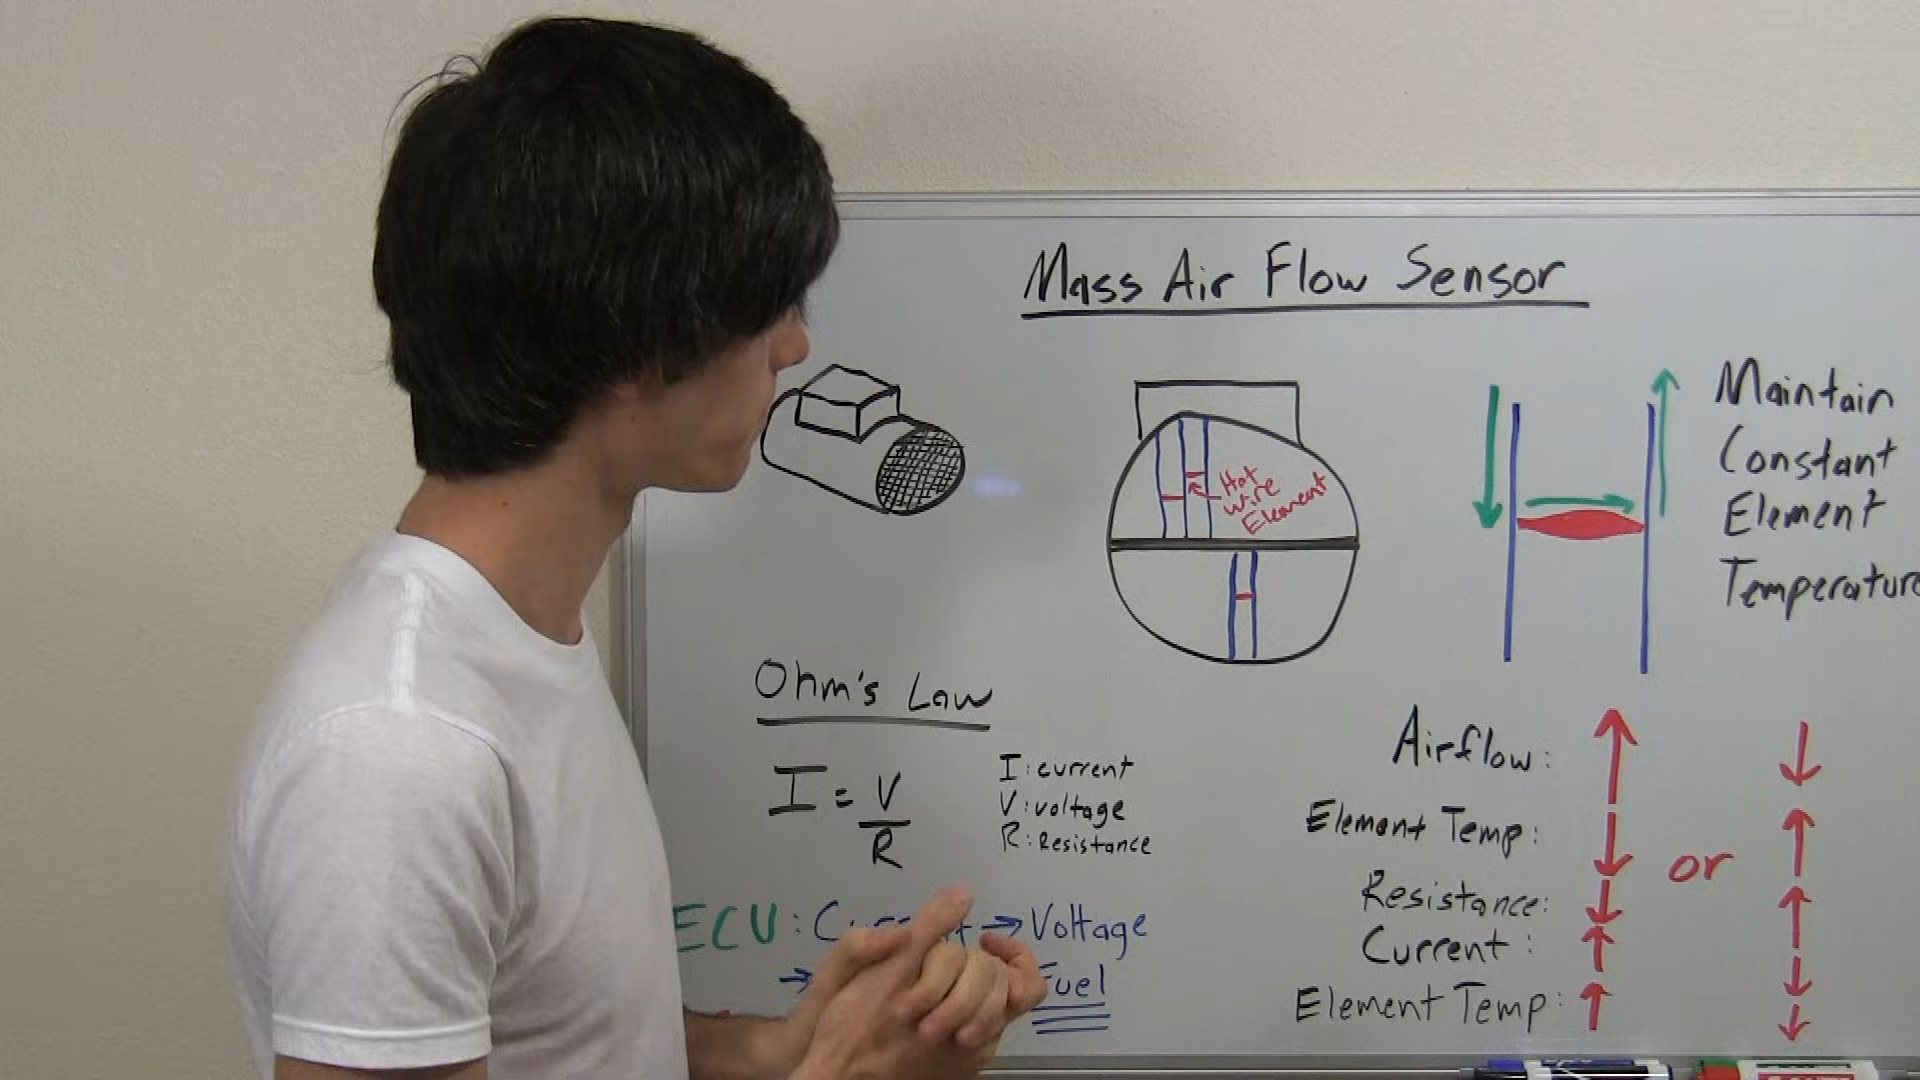 Mass Air Flow Sensor
Hot
Wire
Element
Maintain
Constant
Element
Temperature
Ohm's Law
I = V
R
I: current
V: voltage
R: Resistance
ECU: → Voltage
→ Fuel
Airflow: ↑ ↓
Element Temp: ↓ or ↑
Resistance: ↓ ↑
Current: ↑ ↓
Element Temp: ↑ ↓